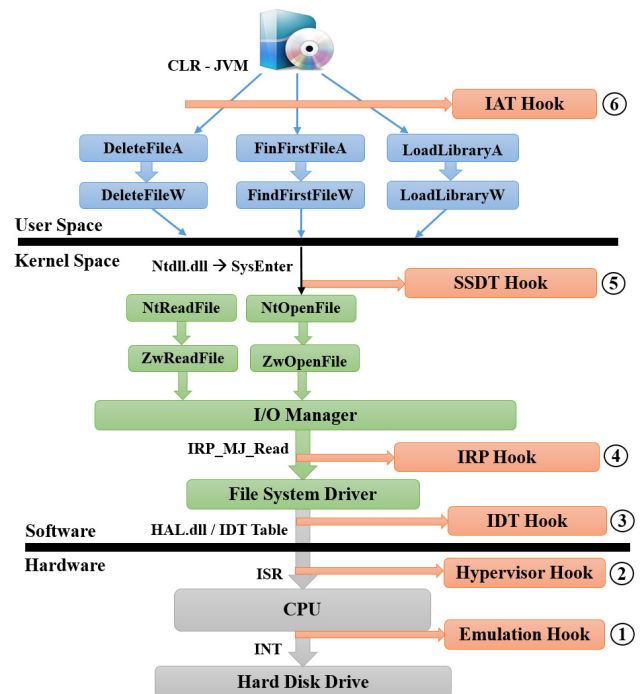 CLR - JVM
IAT Hook ⑥
DeleteFileA FinFirstFileA LoadLibraryA
DeleteFileW FindFirstFileW LoadLibraryW
User Space
Kernel Space
Ntdll.dll → SysEnter
SSDT Hook ⑤
NtReadFile NtOpenFile
ZwReadFile ZwOpenFile
I/O Manager
IRP_MJ_Read
IRP Hook ④
File System Driver
IDT Hook ③
Software HAL.dll / IDT Table
Hardware
ISR Hypervisor Hook ②
CPU
Emulation Hook ①
INT
Hard Disk Drive